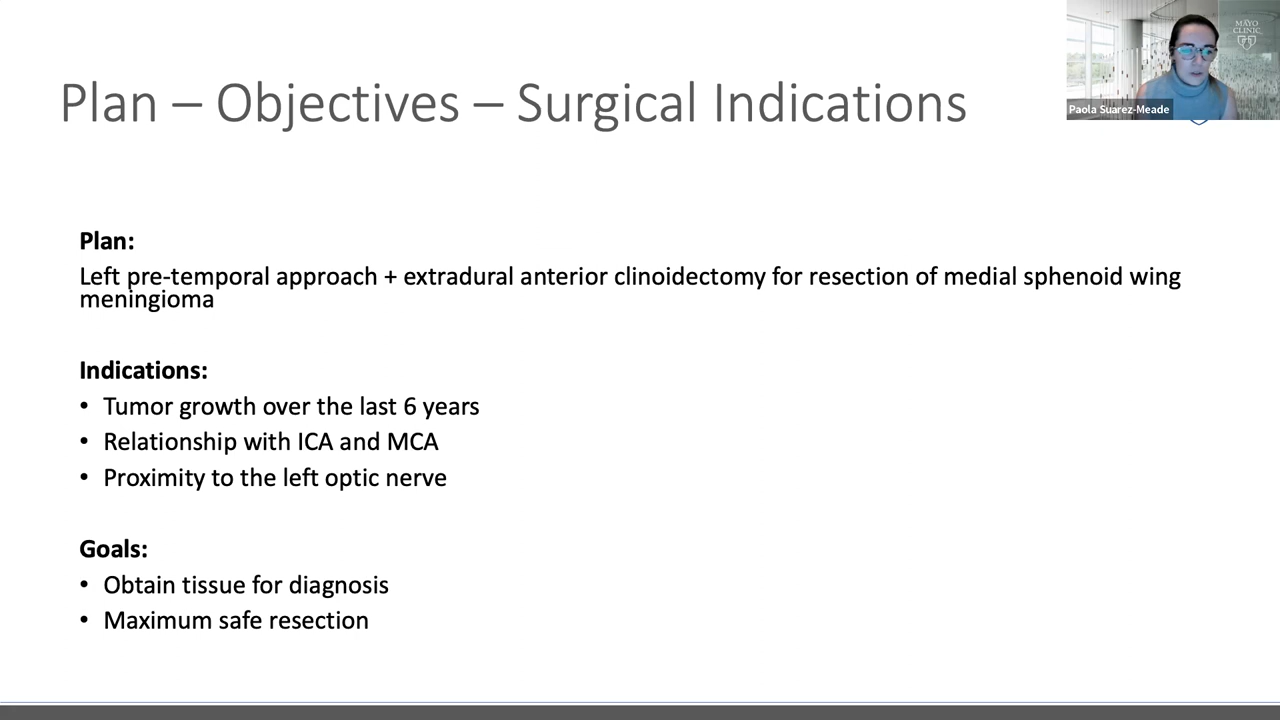 MAYO
CLINIC
Paola Suarez-Meade
Plan – Objectives – Surgical Indications
Plan:
Left pre-temporal approach + extradural anterior clinoidectomy for resection of medial sphenoid wing
meningioma
Indications:
• Tumor growth over the last 6 years
• Relationship with ICA and MCA
• Proximity to the left optic nerve
Goals:
• Obtain tissue for diagnosis
• Maximum safe resection